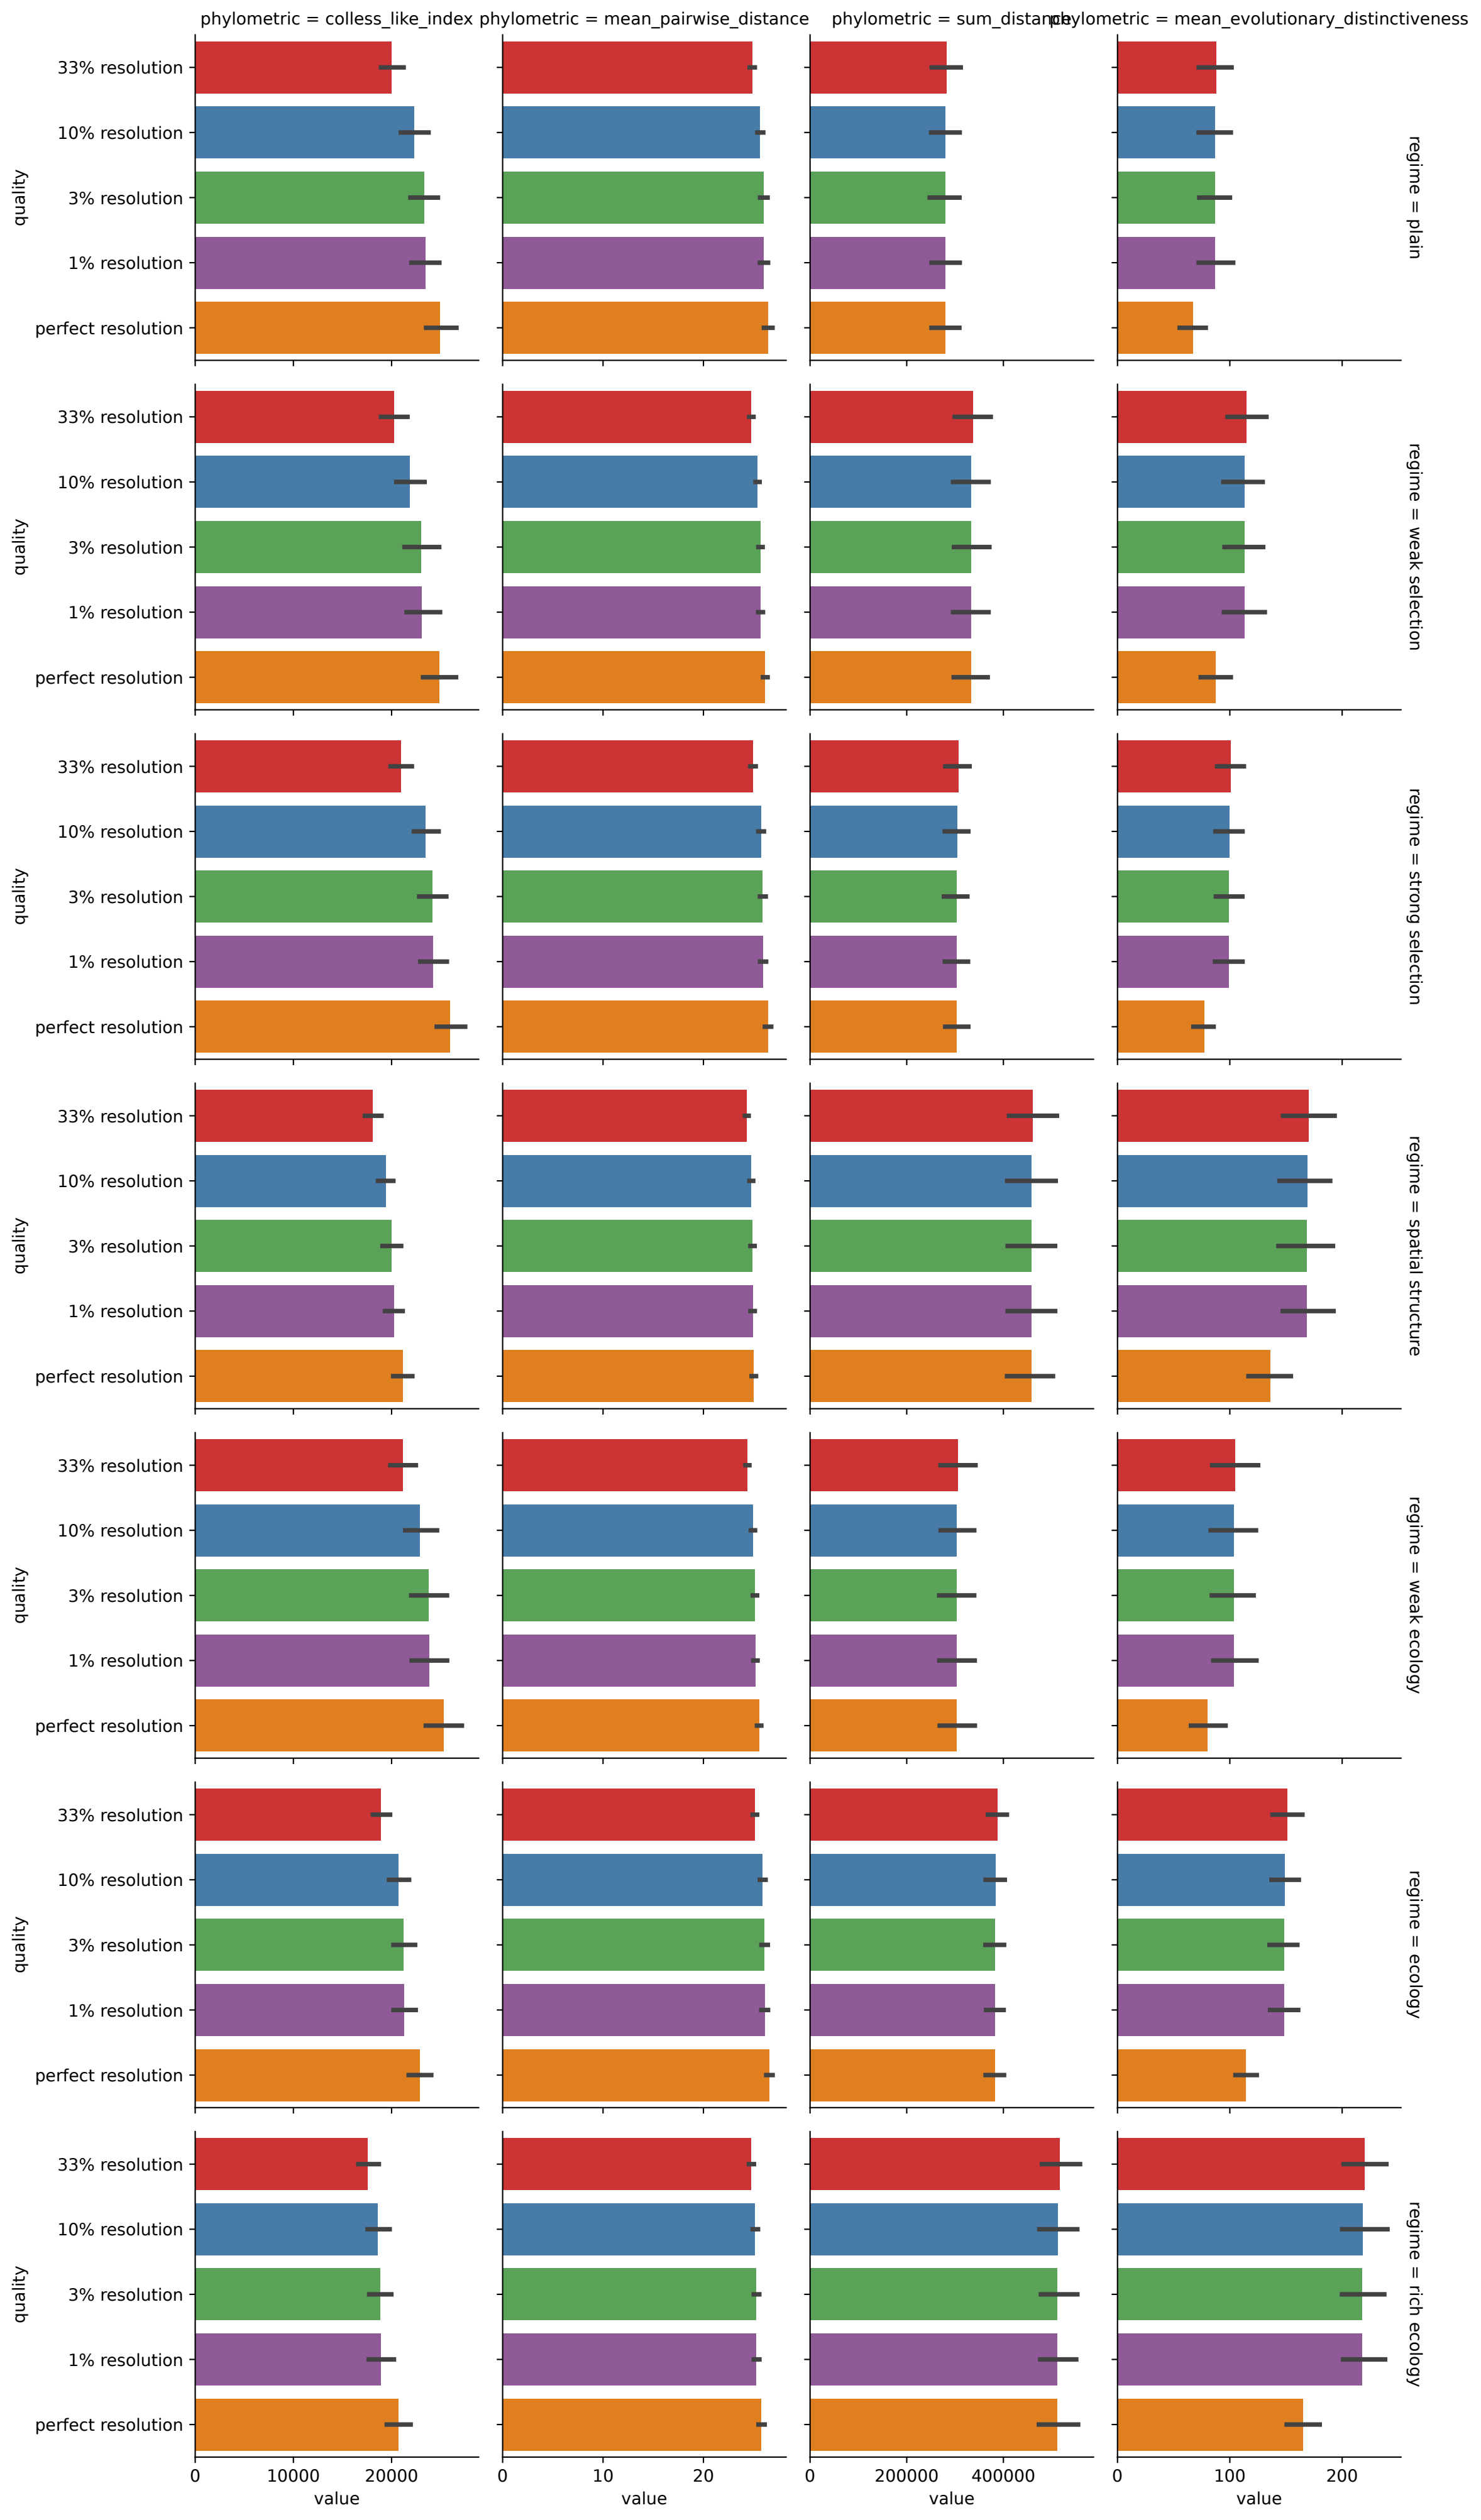 phylometric = colless_like_index
phylometric = mean_pairwise_distance
phylometric = sum_distance
phylometric = mean_evolutionary_distinctiveness
33% resolution
10% resolution
3% resolution
1% resolution
perfect resolution
quality
regime = plain
33% resolution
10% resolution
3% resolution
1% resolution
perfect resolution
quality
regime = weak selection
33% resolution
10% resolution
3% resolution
1% resolution
perfect resolution
quality
regime = strong selection
33% resolution
10% resolution
3% resolution
1% resolution
perfect resolution
quality
regime = spatial structure
33% resolution
10% resolution
3% resolution
1% resolution
perfect resolution
quality
regime = weak ecology
33% resolution
10% resolution
3% resolution
1% resolution
perfect resolution
quality
regime = ecology
33% resolution
10% resolution
3% resolution
1% resolution
perfect resolution
quality
regime = rich ecology
0 10000 20000
0 10 20
0 200000 400000
0 100 200
value
value
value
value